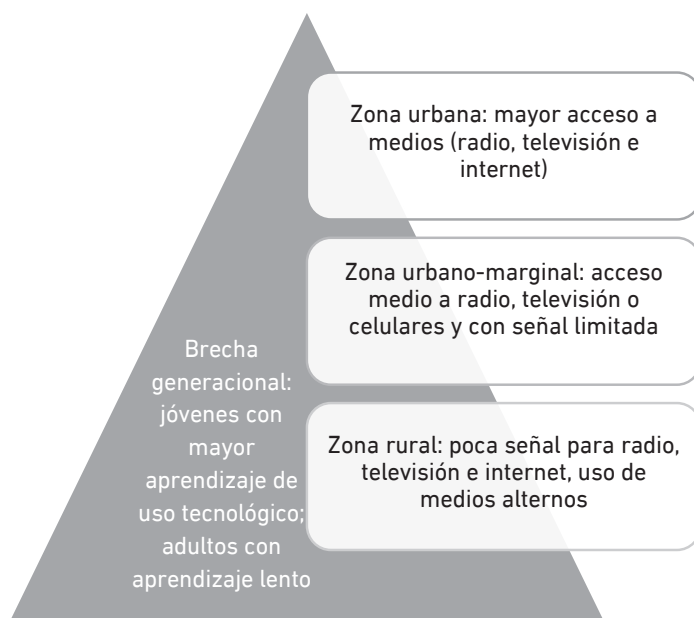 Zona urbana: mayor acceso a
medios (radio, televisión e
internet)
Zona urbano-marginal: acceso
medio a radio, televisión o
celulares y con señal limitada
Zona rural: poca señal para radio,
televisión e internet, uso de
medios alternos
Brecha
generacional:
jóvenes con
mayor
aprendizaje de
uso tecnológico;
adultos con
aprendizaje lento